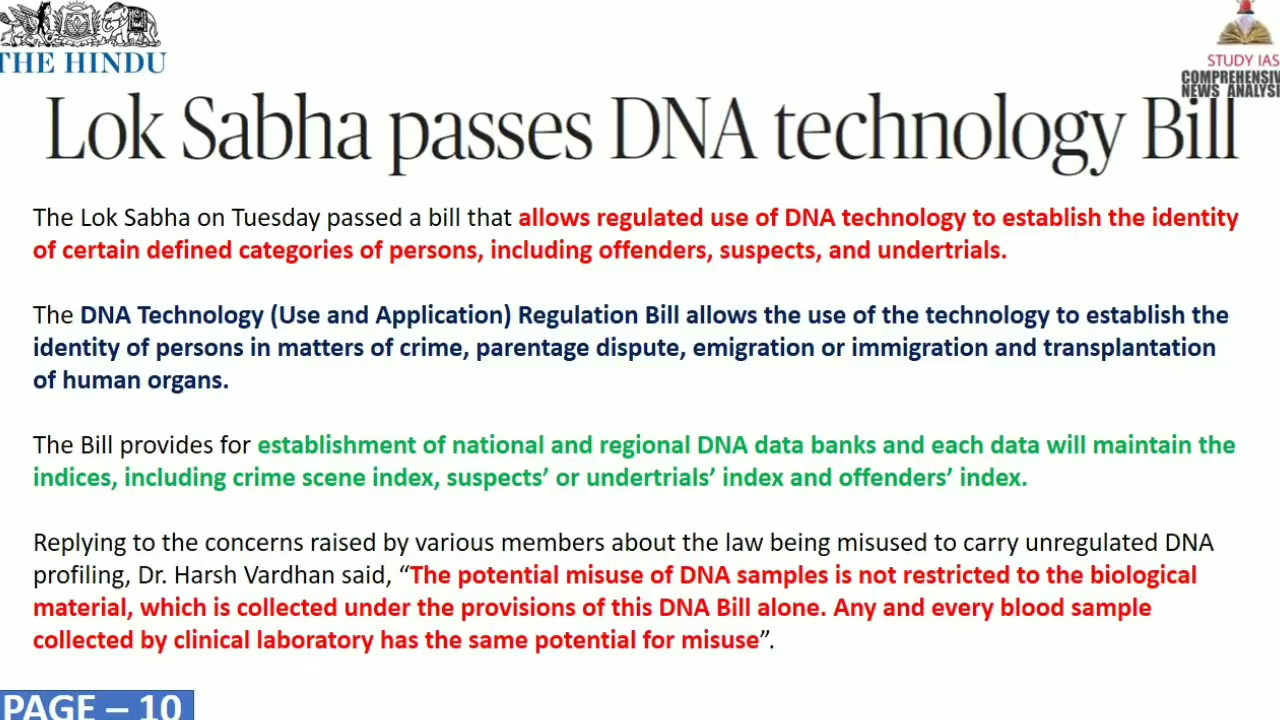 THE HINDU
STUDY IAS
COMPREHENSIVE
NEWS ANALYSIS
Lok Sabha passes DNA technology Bill
The Lok Sabha on Tuesday passed a bill that allows regulated use of DNA technology to establish the identity
of certain defined categories of persons, including offenders, suspects, and undertrials.
The DNA Technology (Use and Application) Regulation Bill allows the use of the technology to establish the
identity of persons in matters of crime, parentage dispute, emigration or immigration and transplantation
of human organs.
The Bill provides for establishment of national and regional DNA data banks and each data will maintain the
indices, including crime scene index, suspects’ or undertrials’ index and offenders’ index.
Replying to the concerns raised by various members about the law being misused to carry unregulated DNA
profiling, Dr. Harsh Vardhan said, “The potential misuse of DNA samples is not restricted to the biological
material, which is collected under the provisions of this DNA Bill alone. Any and every blood sample
collected by clinical laboratory has the same potential for misuse”.
PAGE – 10